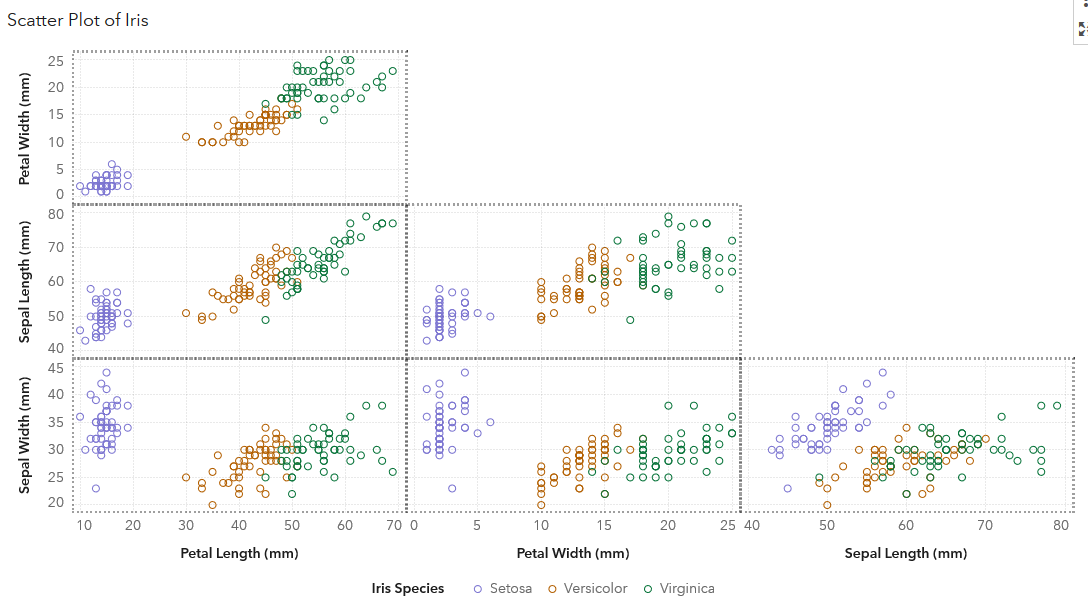 Scatter Plot of Iris
Petal Width (mm)
25
20
15
10
5
0
Sepal Length (mm)
80
70
60
50
40
Sepal Width (mm)
45
40
35
30
25
20
10 20 30 40 50 60 70 0 5 10 15 20 25 40 50 60 70 80
Petal Length (mm) Petal Width (mm) Sepal Length (mm)
Iris Species Setosa Versicolor Virginica